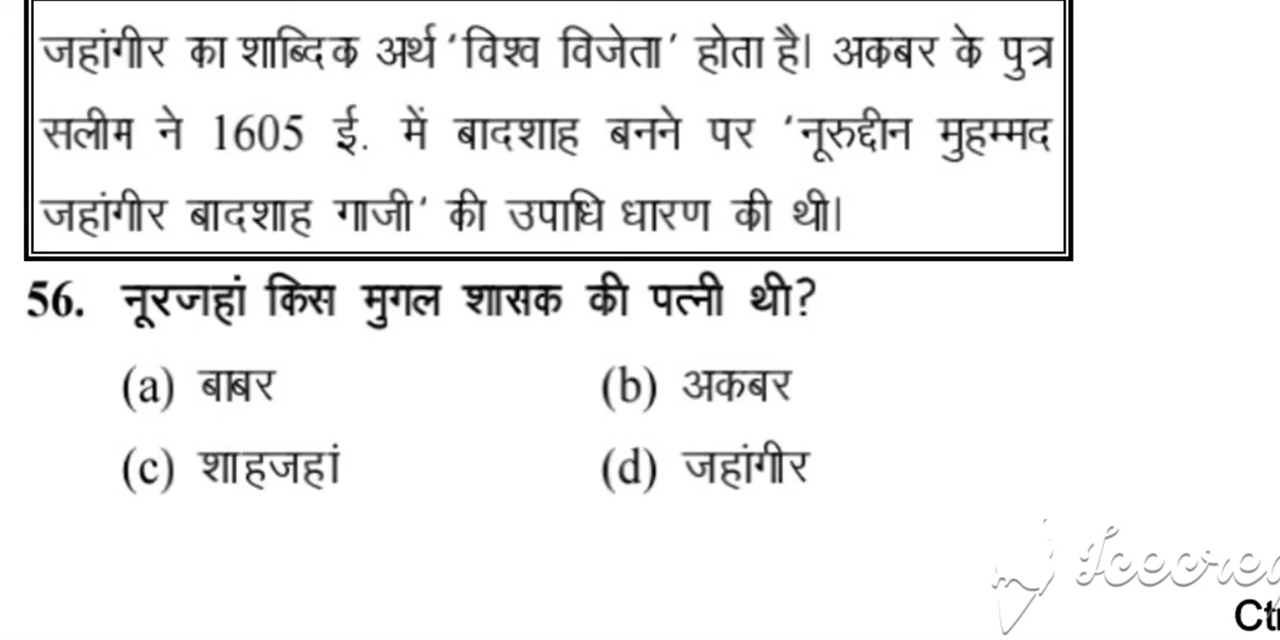 जहांगीर का शाब्दिक अर्थ 'विश्व विजेता' होता है। अकबर के पुत्र
सलीम ने 1605 ई. में बादशाह बनने पर 'नूरुद्दीन मुहम्मद
जहांगीर बादशाह गाजी' की उपाधि धारण की थी।
56. नूरजहां किस मुगल शासक की पत्नी थी?
(a) बाबर (b) अकबर
(c) शाहजहां (d) जहांगीर